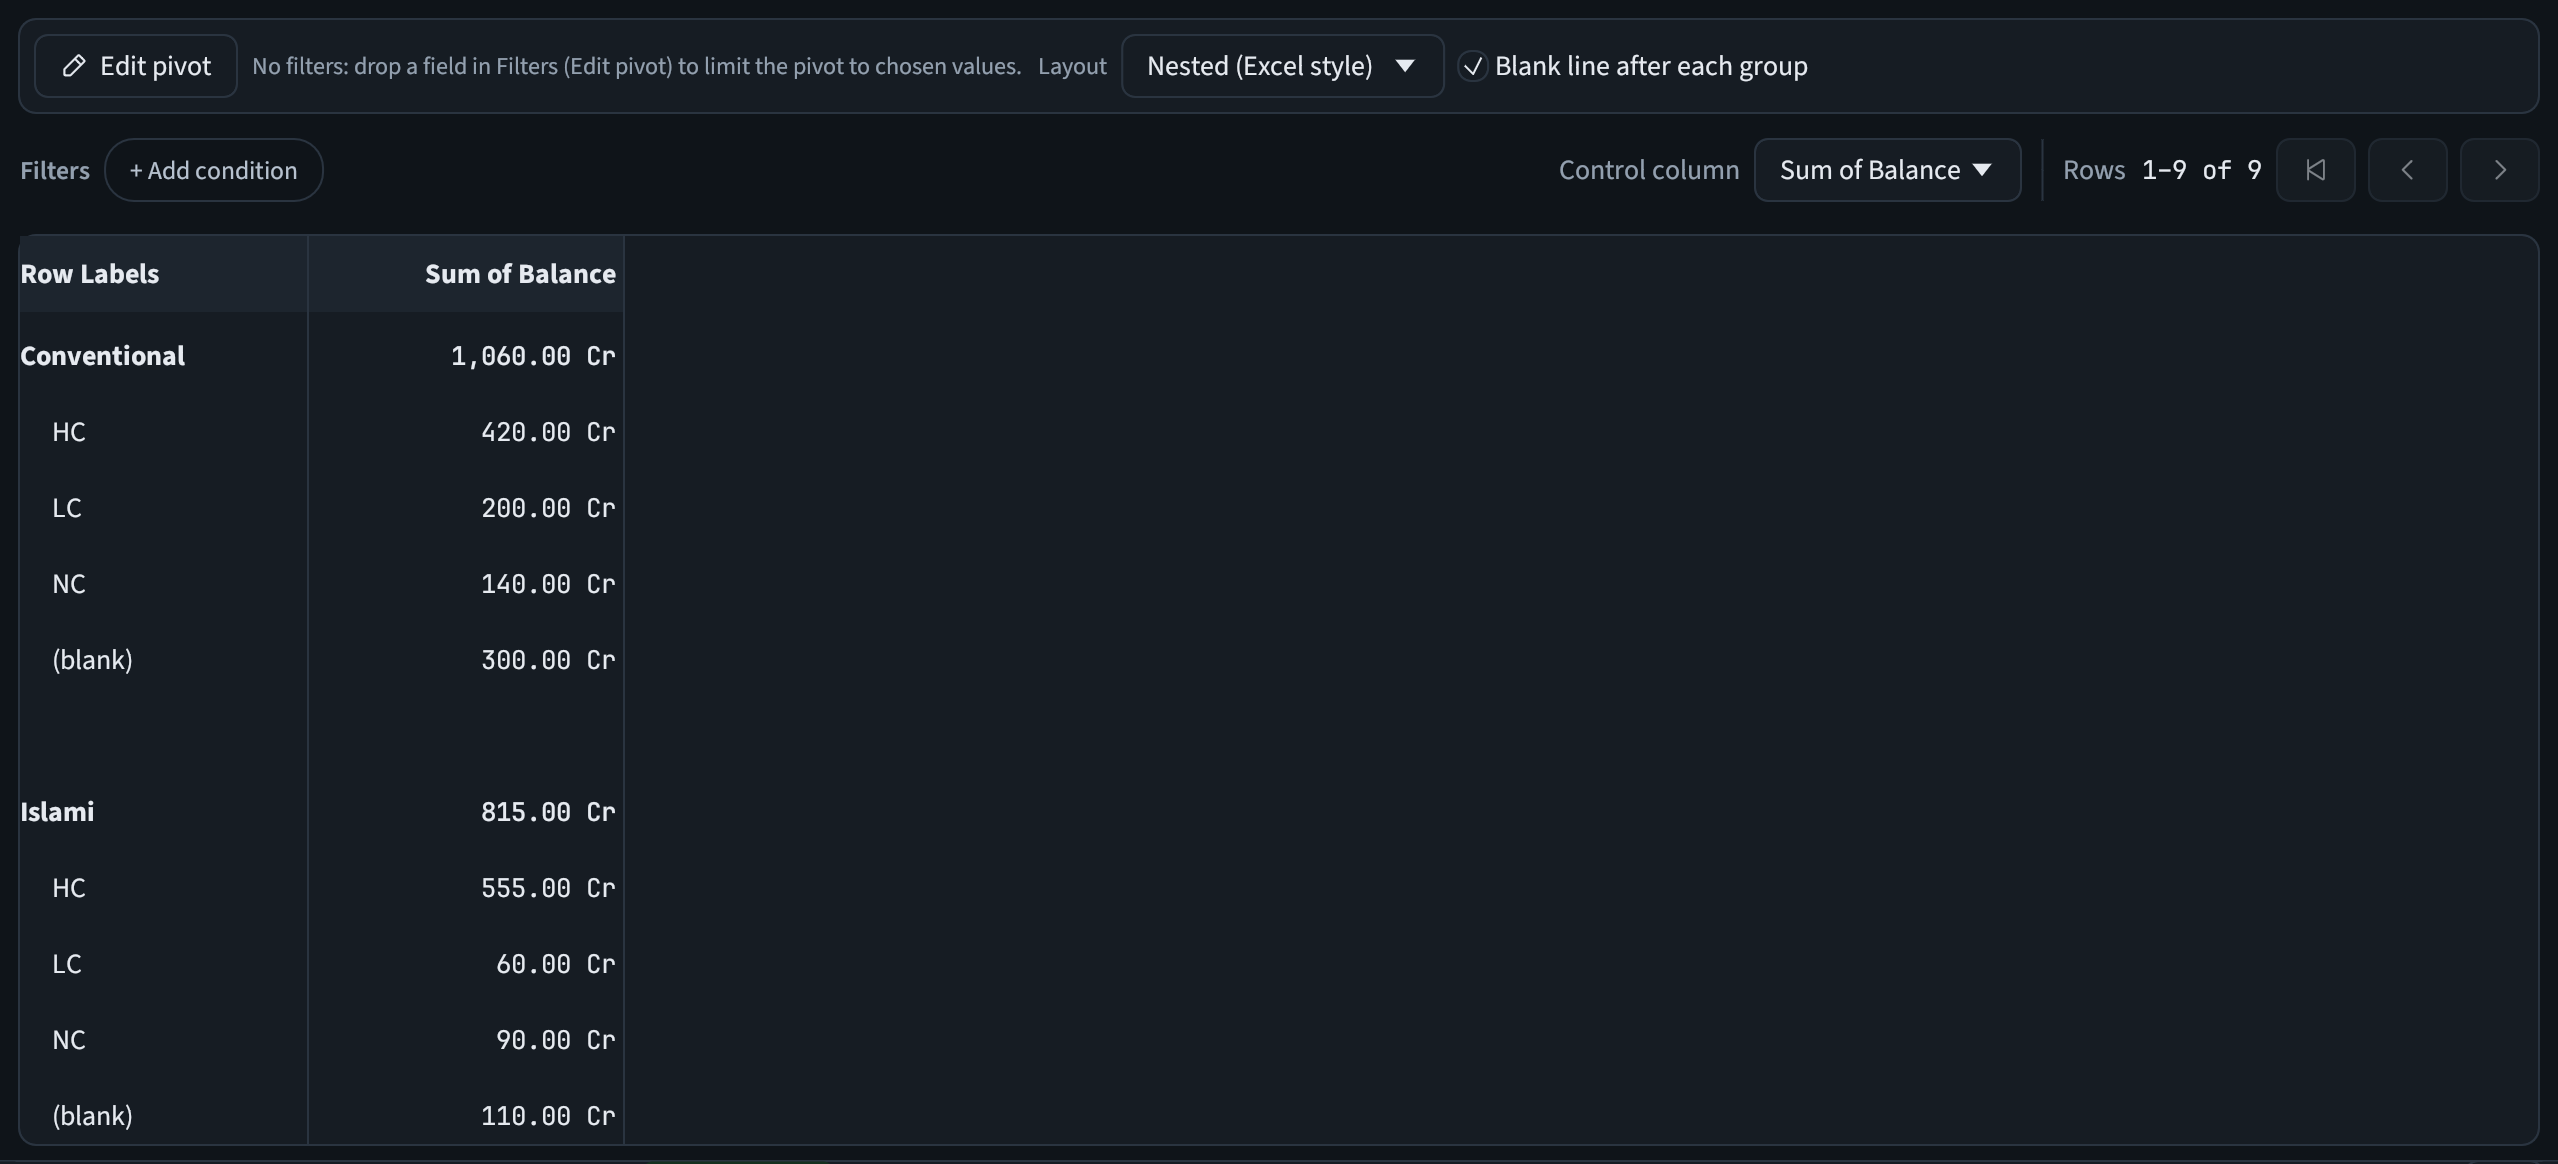 Edit pivot No filters: drop a field in Filters (Edit pivot) to limit the pivot to chosen values. Layout Nested (Excel style) Blank line after each group
Filters + Add condition Control column Sum of Balance Rows 1–9 of 9
Row Labels Sum of Balance
Conventional 1,060.00 Cr
HC 420.00 Cr
LC 200.00 Cr
NC 140.00 Cr
(blank) 300.00 Cr
Islami 815.00 Cr
HC 555.00 Cr
LC 60.00 Cr
NC 90.00 Cr
(blank) 110.00 Cr